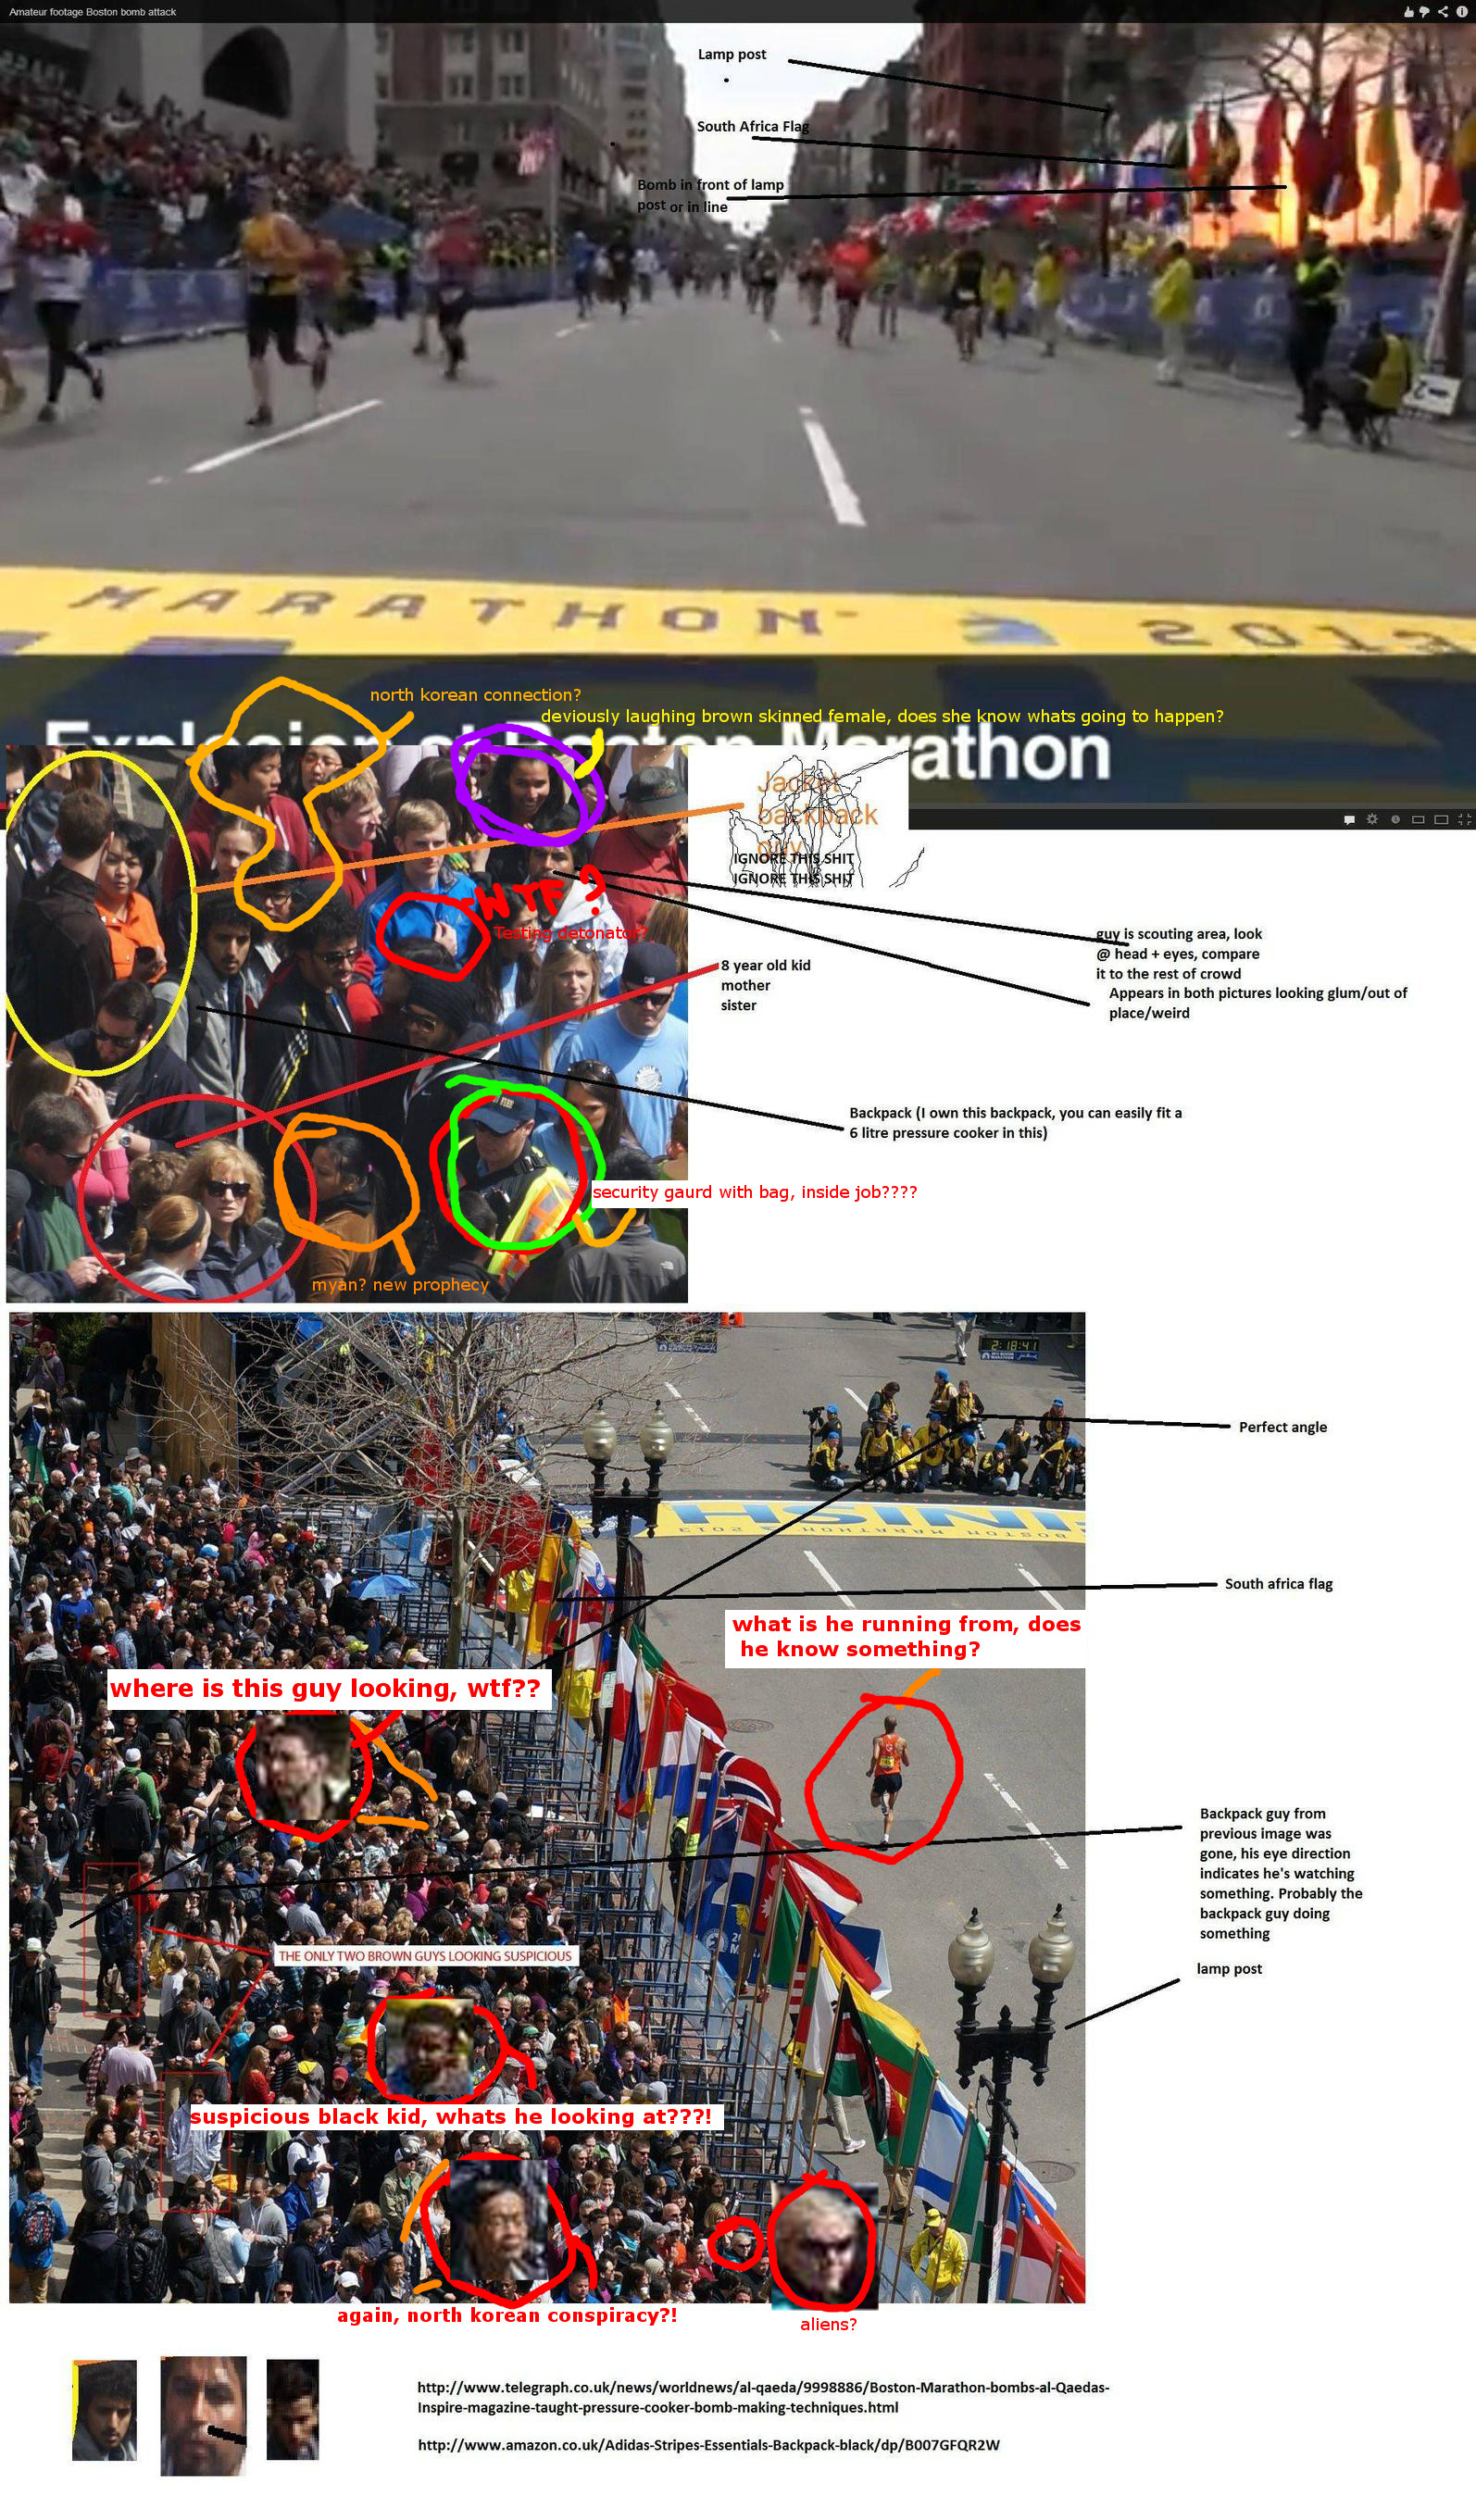 Amateur footage Boston bomb attack
Lamp post
South Africa Flag
Bomb in front of lamp
post or in line
MARATHON 2013
north korean connection?
deviously laughing brown skinned female, does she know whats going to happen?
Explosion at Boston Marathon
Jacket
backpack
guy
IGNORE THIS SHIT
IGNORE THIS SHIT
WTF?
Testing detonator?
guy is scouting area, look
@ head + eyes, compare
it to the rest of crowd
Appears in both pictures looking glum/out of
place/weird
8 year old kid
mother
sister
Backpack (I own this backpack, you can easily fit a
6 litre pressure cooker in this)
security gaurd with bag, inside job????
myan? new prophecy
2:18:41
Perfect angle
FINISH
BOSTON MARATHON 2013
South africa flag
what is he running from, does
he know something?
where is this guy looking, wtf??
Backpack guy from
previous image was
gone, his eye direction
indicates he's watching
something. Probably the
backpack guy doing
something
THE ONLY TWO BROWN GUYS LOOKING SUSPICIOUS
lamp post
suspicious black kid, whats he looking at???!
again, north korean conspiracy?!
aliens?
http://www.telegraph.co.uk/news/worldnews/al-qaeda/9998886/Boston-Marathon-bombs-al-Qaedas-
Inspire-magazine-taught-pressure-cooker-bomb-making-techniques.html
http://www.amazon.co.uk/Adidas-Stripes-Essentials-Backpack-black/dp/B007GFQR2W